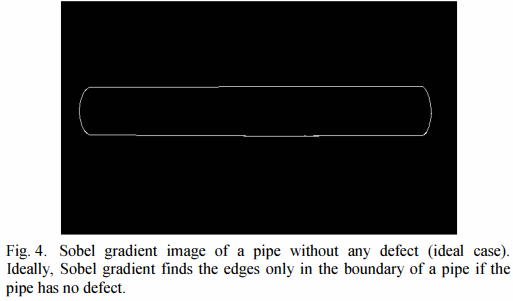 Fig. 4. Sobel gradient image of a pipe without any defect (ideal case).
Ideally, Sobel gradient finds the edges only in the boundary of a pipe if the
pipe has no defect.